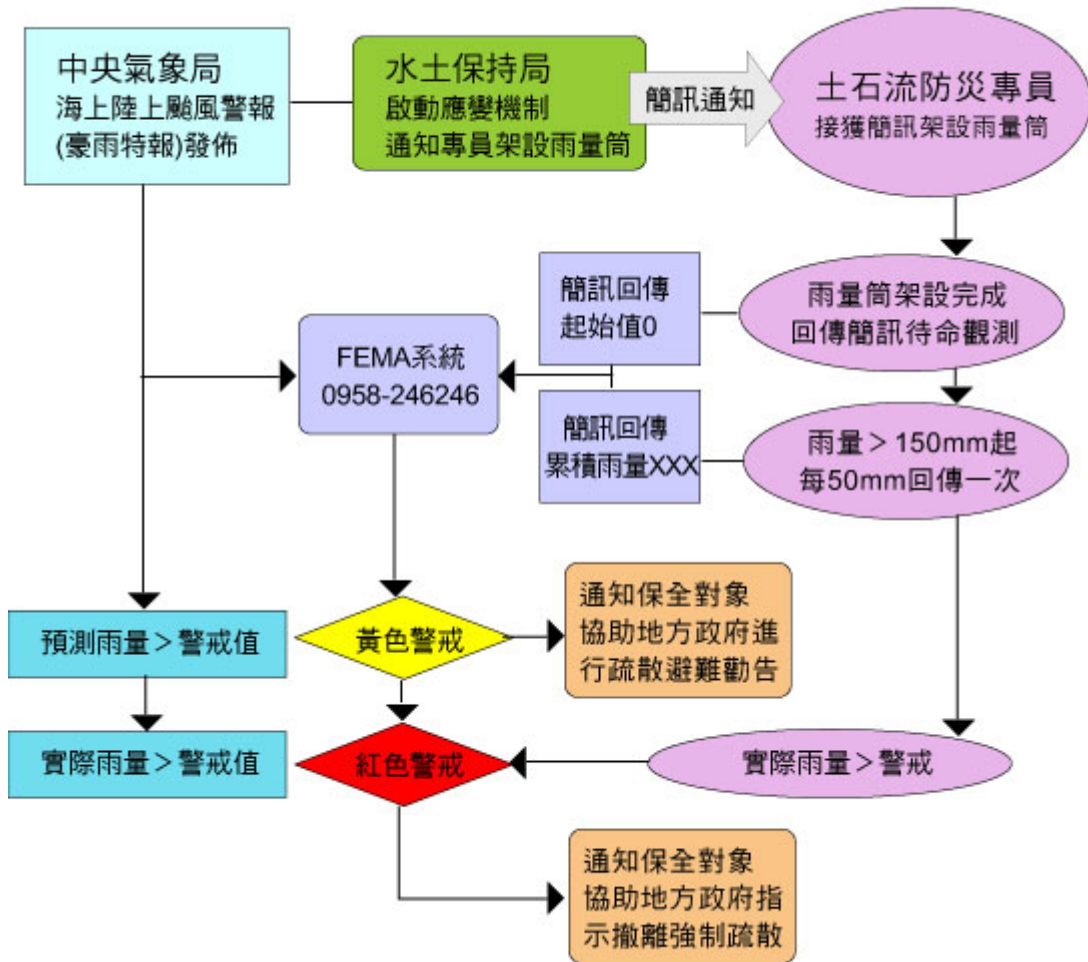 中央氣象局
海上陸上颱風警報
(豪雨特報)發佈
水土保持局
啟動應變機制
通知專員架設雨量筒
簡訊通知
土石流防災專員
接獲簡訊架設雨量筒
簡訊回傳
起始值0
雨量筒架設完成
回傳簡訊待命觀測
FEMA系統
0958-246246
簡訊回傳
累積雨量XXX
雨量＞150mm起
每50mm回傳一次
預測雨量＞警戒值
黃色警戒
通知保全對象
協助地方政府進
行疏散避難勸告
實際雨量＞警戒值
紅色警戒
實際雨量＞警戒
通知保全對象
協助地方政府指
示撤離強制疏散